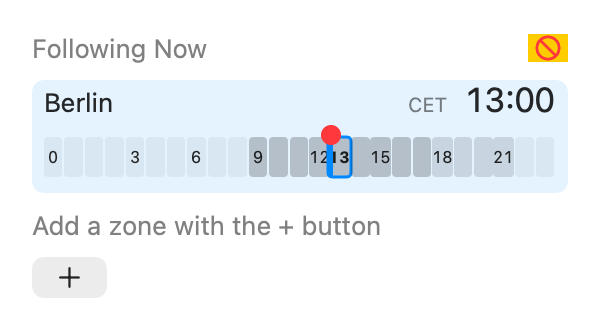 Following Now
Berlin CET 13:00
0 3 6 9 12 13 15 18 21
Add a zone with the + button
+